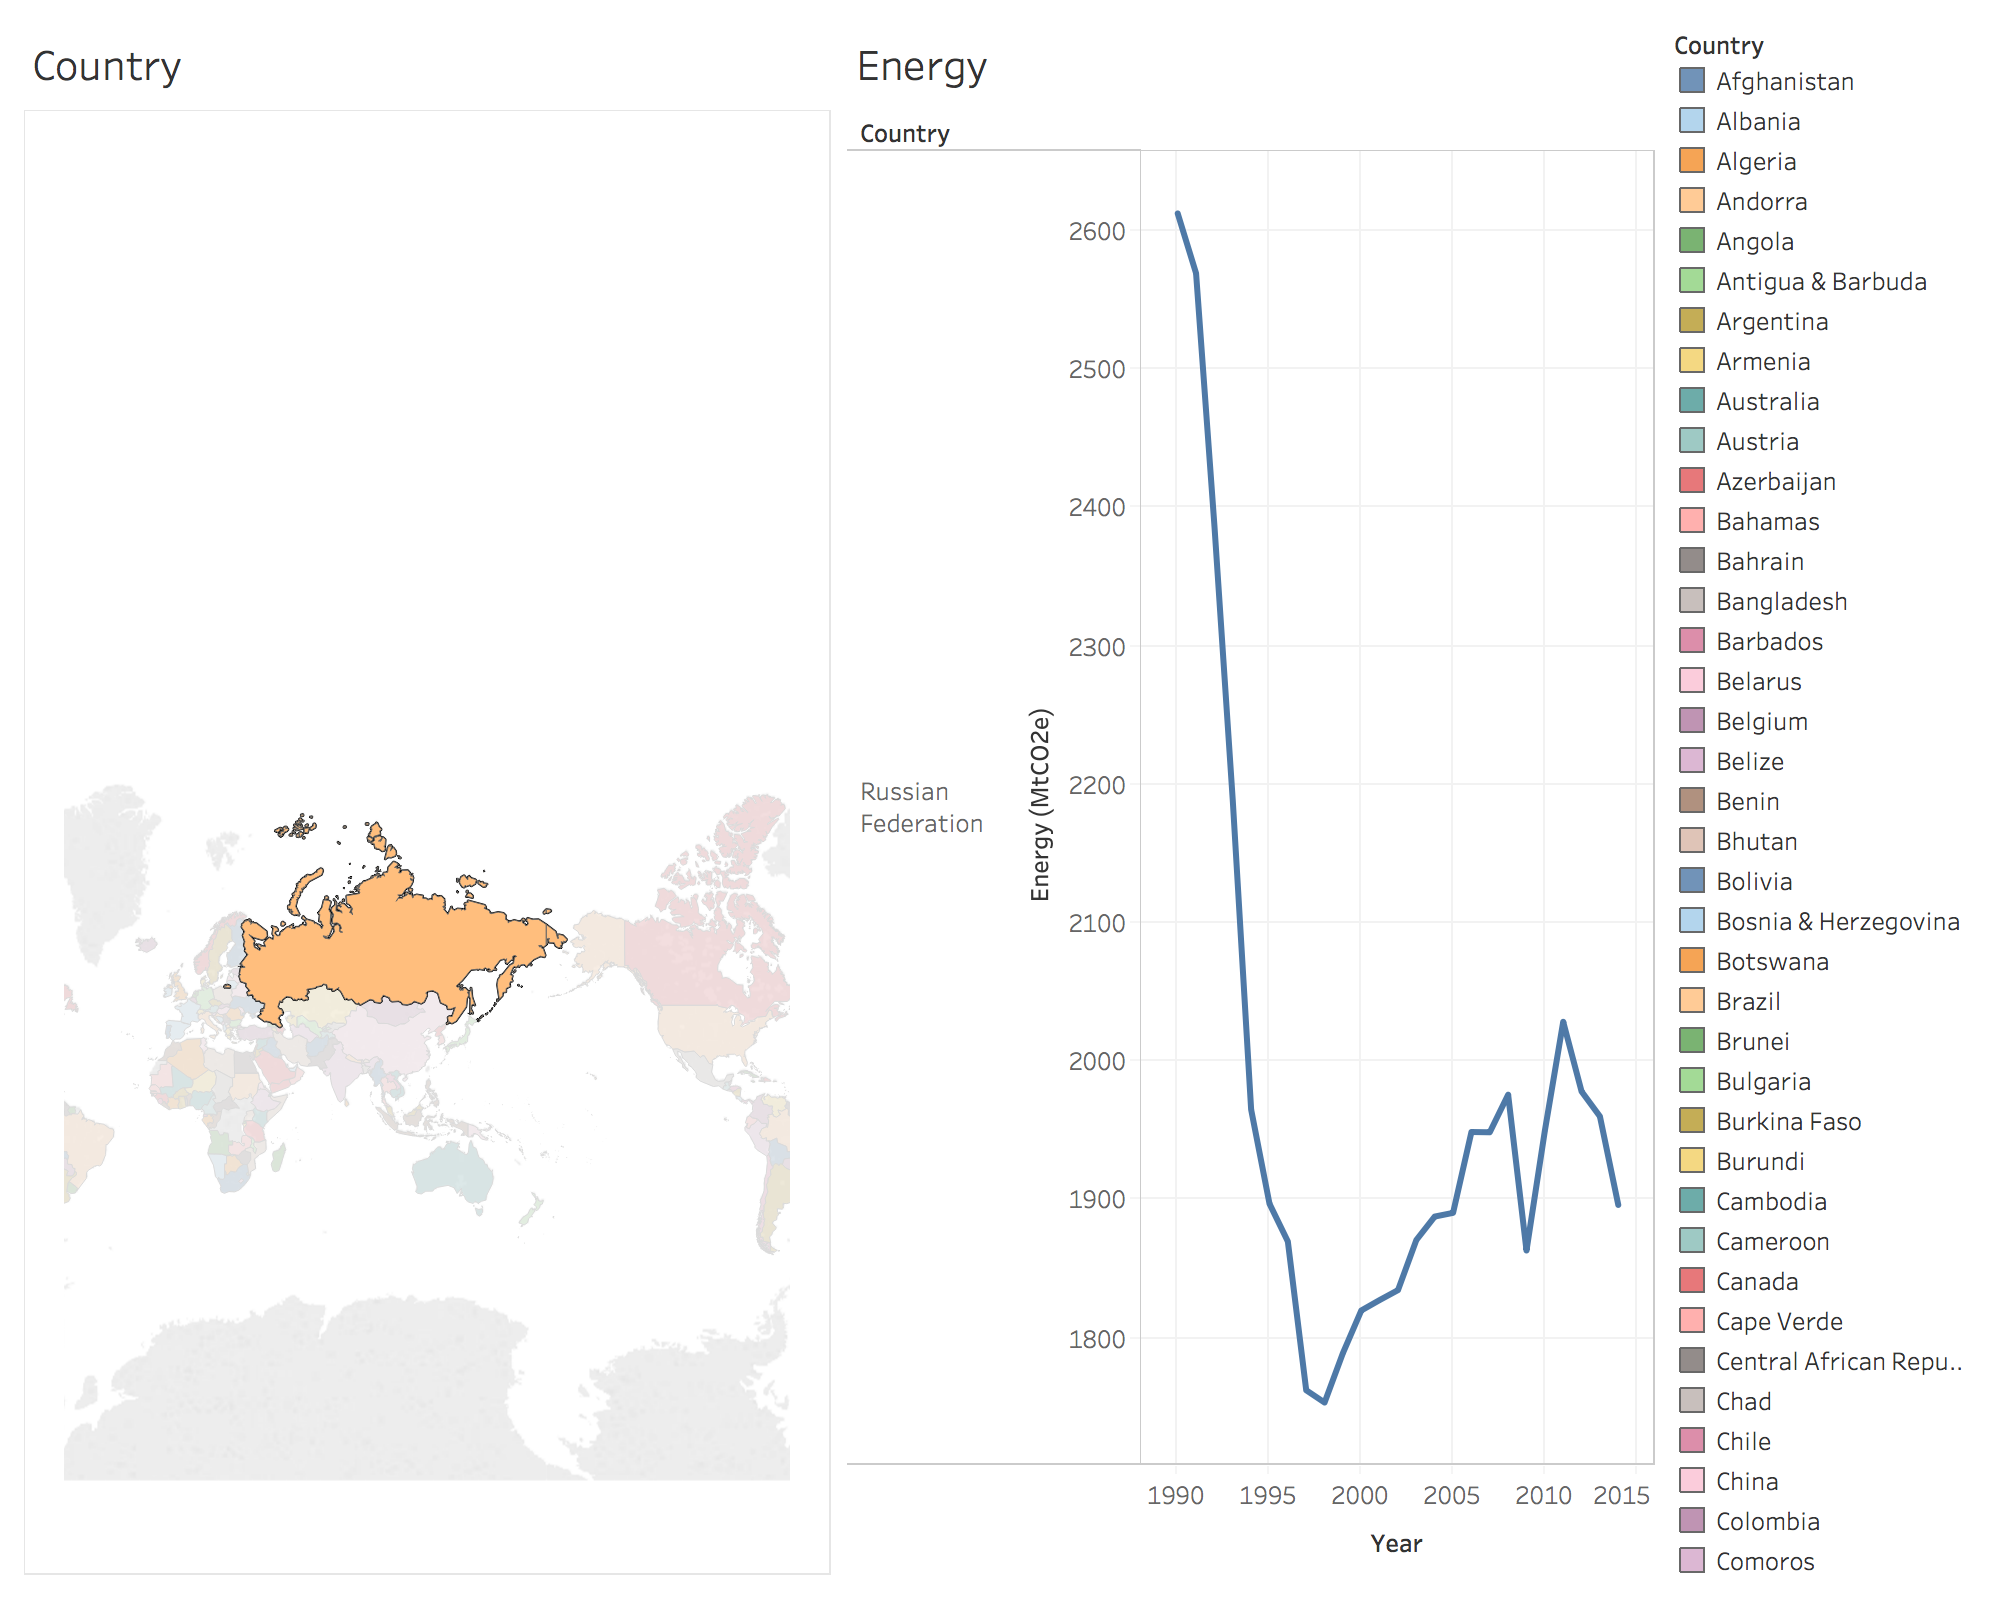 Country
Energy
Country
2600
2500
2400
2300
2200
2100
2000
1900
1800
Energy (MtCO2e)
Russian
Federation
1990 1995 2000 2005 2010 2015
Year
Country
Afghanistan
Albania
Algeria
Andorra
Angola
Antigua & Barbuda
Argentina
Armenia
Australia
Austria
Azerbaijan
Bahamas
Bahrain
Bangladesh
Barbados
Belarus
Belgium
Belize
Benin
Bhutan
Bolivia
Bosnia & Herzegovina
Botswana
Brazil
Brunei
Bulgaria
Burkina Faso
Burundi
Cambodia
Cameroon
Canada
Cape Verde
Central African Repu..
Chad
Chile
China
Colombia
Comoros